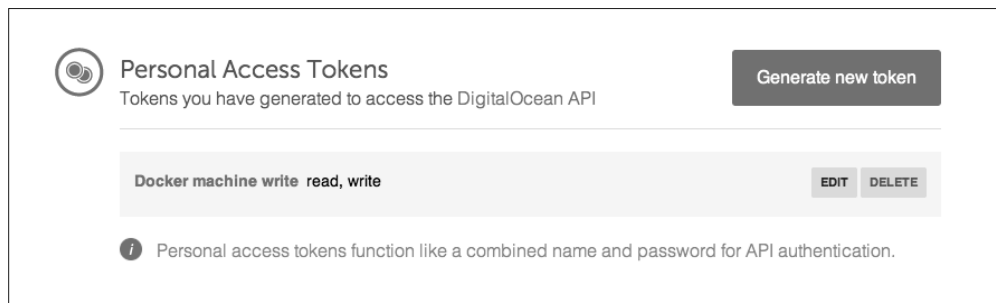 Personal Access Tokens
Generate new token
Tokens you have generated to access the DigitalOcean API
Docker machine write read, write
EDIT DELETE
i Personal access tokens function like a combined name and password for API authentication.